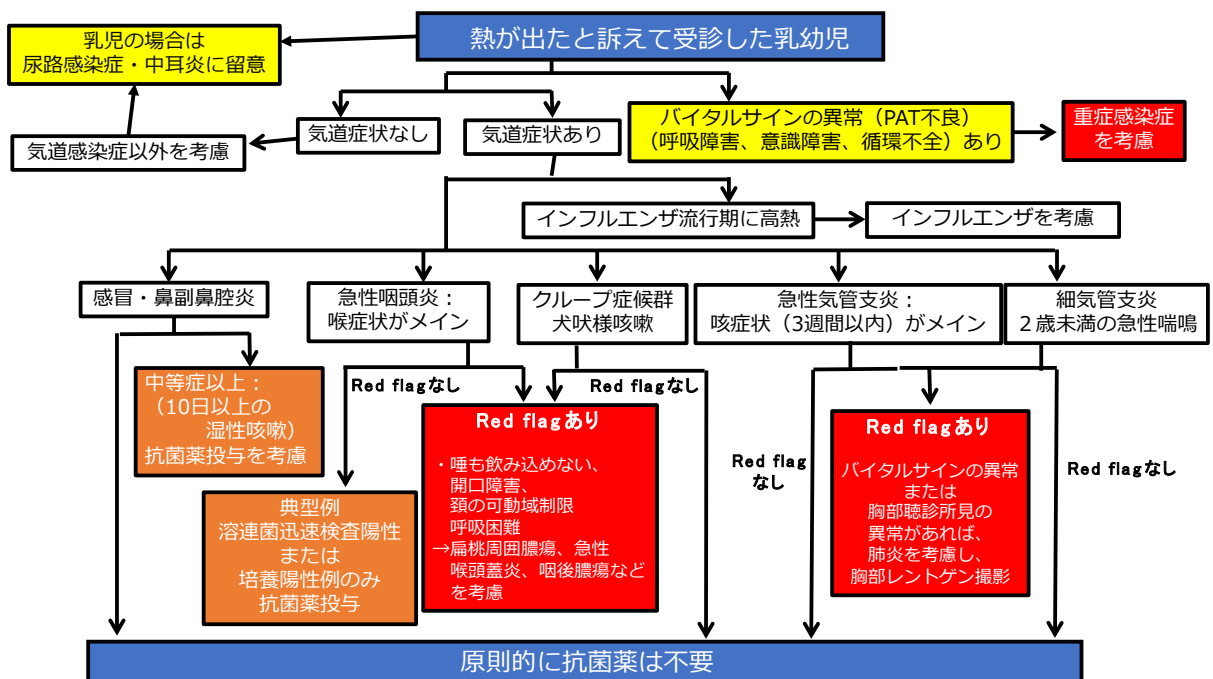 熱が出たと訴えて受診した乳幼児
乳児の場合は
尿路感染症・中耳炎に留意
気道症状なし
気道症状あり
バイタルサインの異常（PAT不良）
（呼吸障害、意識障害、循環不全）あり
重症感染症
を考慮
気道感染症以外を考慮
インフルエンザ流行期に高熱
インフルエンザを考慮
感冒・鼻副鼻腔炎
急性咽頭炎：
喉症状がメイン
クループ症候群
犬吠様咳嗽
急性気管支炎：
咳症状（3週間以内）がメイン
細気管支炎
２歳未満の急性喘鳴
中等症以上：
（10日以上の
湿性咳嗽）
抗菌薬投与を考慮
Red flagなし
典型例
溶連菌迅速検査陽性
または
培養陽性例のみ
抗菌薬投与
Red flagあり
・唾も飲み込めない、
開口障害、
頚の可動域制限
呼吸困難
→扁桃周囲膿瘍、急性
喉頭蓋炎、咽後膿瘍など
を考慮
Red flagなし
Red flag
なし
Red flagあり
バイタルサインの異常
または
胸部聴診所見の
異常があれば、
肺炎を考慮し、
胸部レントゲン撮影
Red flagなし
原則的に抗菌薬は不要